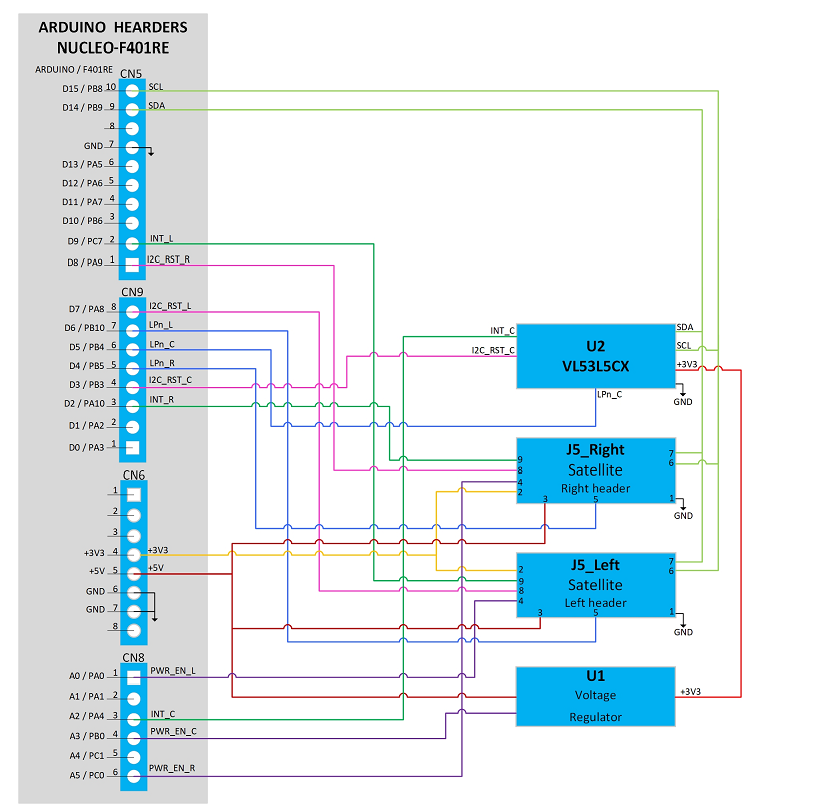 ARDUINO HEARDERS
NUCLEO-F401RE
ARDUINO / F401RE
CN5
D15 / PB8 10 SCL
D14 / PB9 9 SDA
8
GND 7
D13 / PA5 6
D12 / PA6 5
D11 / PA7 4
D10 / PB6 3
D9 / PC7 2 INT_L
D8 / PA9 1 I2C_RST_R
CN9
D7 / PA8 8 I2C_RST_L
D6 / PB10 7 LPn_L
D5 / PB4 6 LPn_C
D4 / PB5 5 LPn_R
D3 / PB3 4 I2C_RST_C
D2 / PA10 3 INT_R
D1 / PA2 2
D0 / PA3 1
CN6
1
2
3
+3V3 4 +3V3
+5V 5 +5V
GND 6
GND 7
8
CN8
A0 / PA0 1 PWR_EN_L
A1 / PA1 2
A2 / PA4 3 INT_C
A3 / PB0 4 PWR_EN_C
A4 / PC1 5
A5 / PC0 6 PWR_EN_R
INT_C
I2C_RST_C
U2
VL53L5CX
SDA
SCL
+3V3
GND
LPn_C
J5_Right
Satellite
Right header
9
8
4
2
3
5
7
6
1
GND
J5_Left
Satellite
Left header
2
9
8
4
3
5
7
6
1
GND
U1
Voltage
Regulator
+3V3